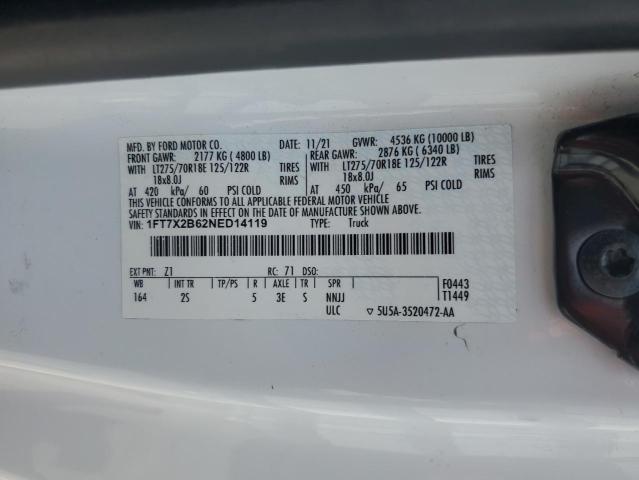 MFD. BY FORD MOTOR CO.
DATE: 11/21 GVWR: 4536 KG (10000 LB)
FRONT GAWR: 2177 KG (4800 LB) REAR GAWR: 2876 KG (6340 LB)
WITH LT275/70R18E 125/122R TIRES WITH LT275/70R18E 125/122R TIRES
18x8.0J RIMS 18x8.0J RIMS
AT 420 kPa/ 60 PSI COLD AT 450 kPa/ 65 PSI COLD
THIS VEHICLE CONFORMS TO ALL APPLICABLE FEDERAL MOTOR VEHICLE
SAFETY STANDARDS IN EFFECT ON THE DATE OF MANUFACTURE SHOWN ABOVE.
VIN: 1FT7X2B62NED14119 TYPE: Truck
EXT PNT: Z1 RC: 71 DSO:
WB INT TR TP/PS R AXLE TR SPR F0443
164 2S 5 3E S NNJJ T1449
ULC 5U5A-3520472-AA